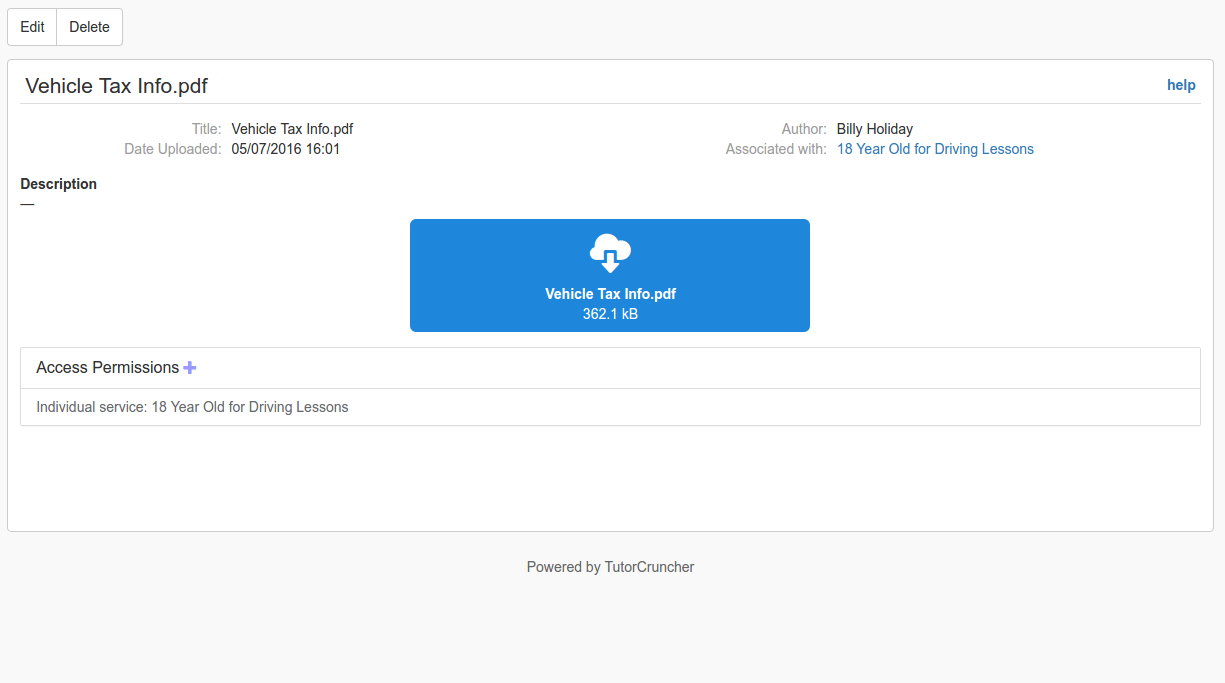 Edit Delete
Vehicle Tax Info.pdf help
Title: Vehicle Tax Info.pdf Author: Billy Holiday
Date Uploaded: 05/07/2016 16:01 Associated with: 18 Year Old for Driving Lessons
Description
—
Vehicle Tax Info.pdf
362.1 kB
Access Permissions
Individual service: 18 Year Old for Driving Lessons
Powered by TutorCruncher